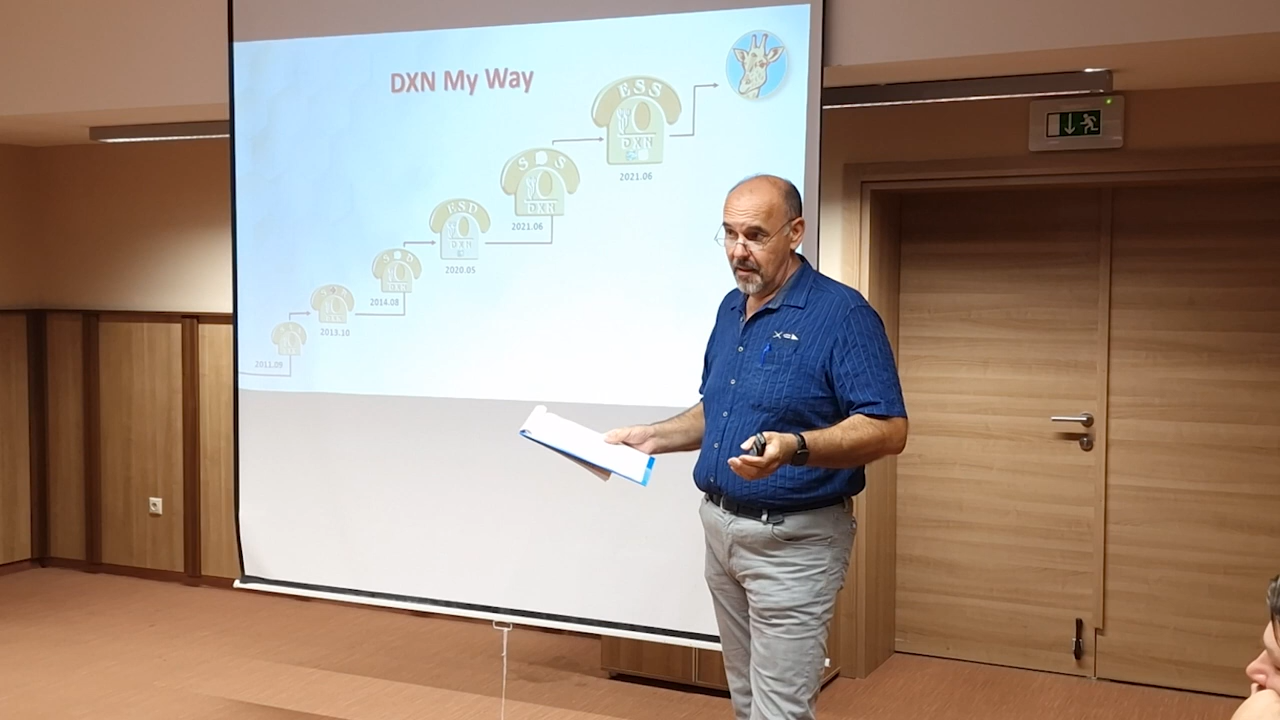 DXN My Way
ESS
DXN
2021.06
SDS
DXN
2021.06
ESD
DXN
2020.05
2014.08
2013.10
2011.09